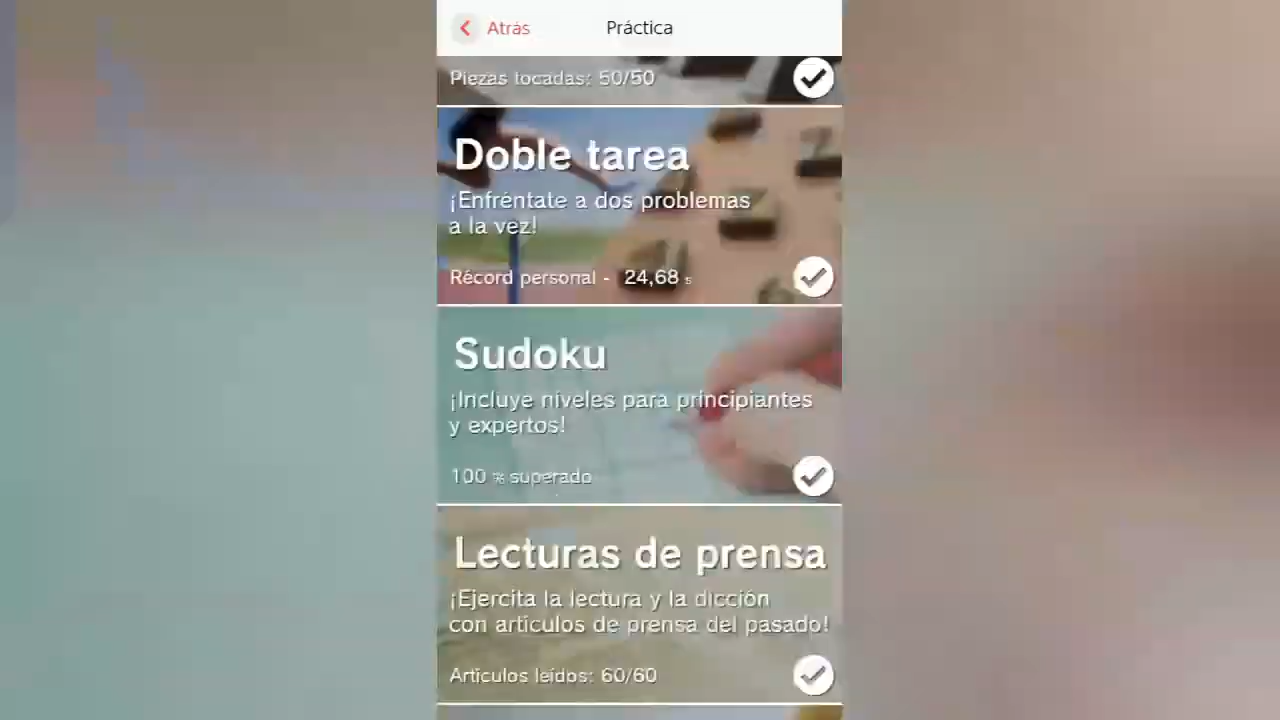 Atrás
Práctica
Piezas tocadas: 50/50
Doble tarea
¡Enfréntate a dos problemas
a la vez!
Récord personal - 24,68 s
Sudoku
¡Incluye niveles para principiantes
y expertos!
100 % superado
Lecturas de prensa
¡Ejercita la lectura y la dicción
con artículos de prensa del pasado!
Artículos leídos: 60/60